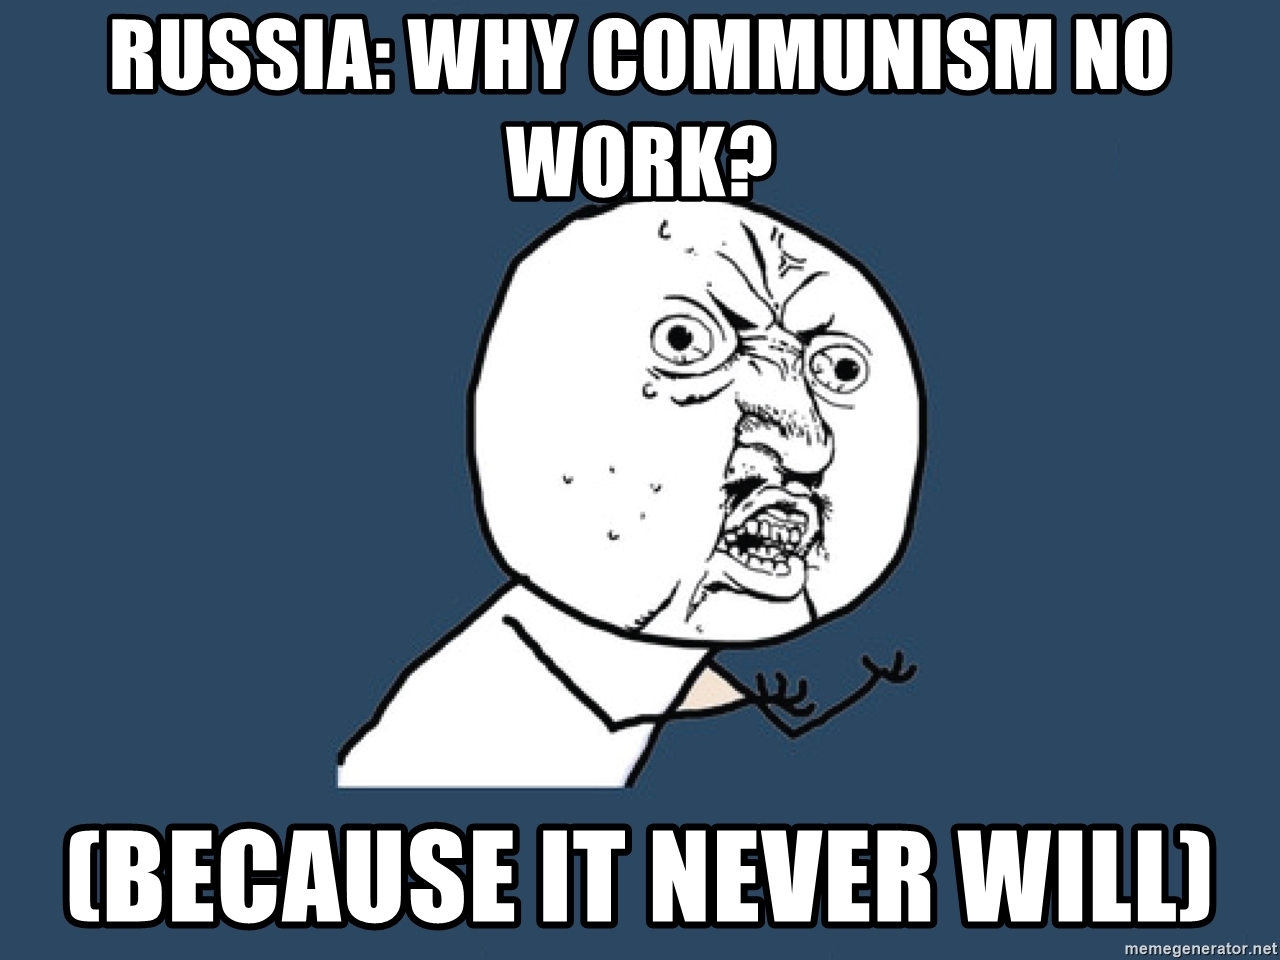 RUSSIA: WHY COMMUNISM NO
WORK?
(BECAUSE IT NEVER WILL)
memegenerator.net